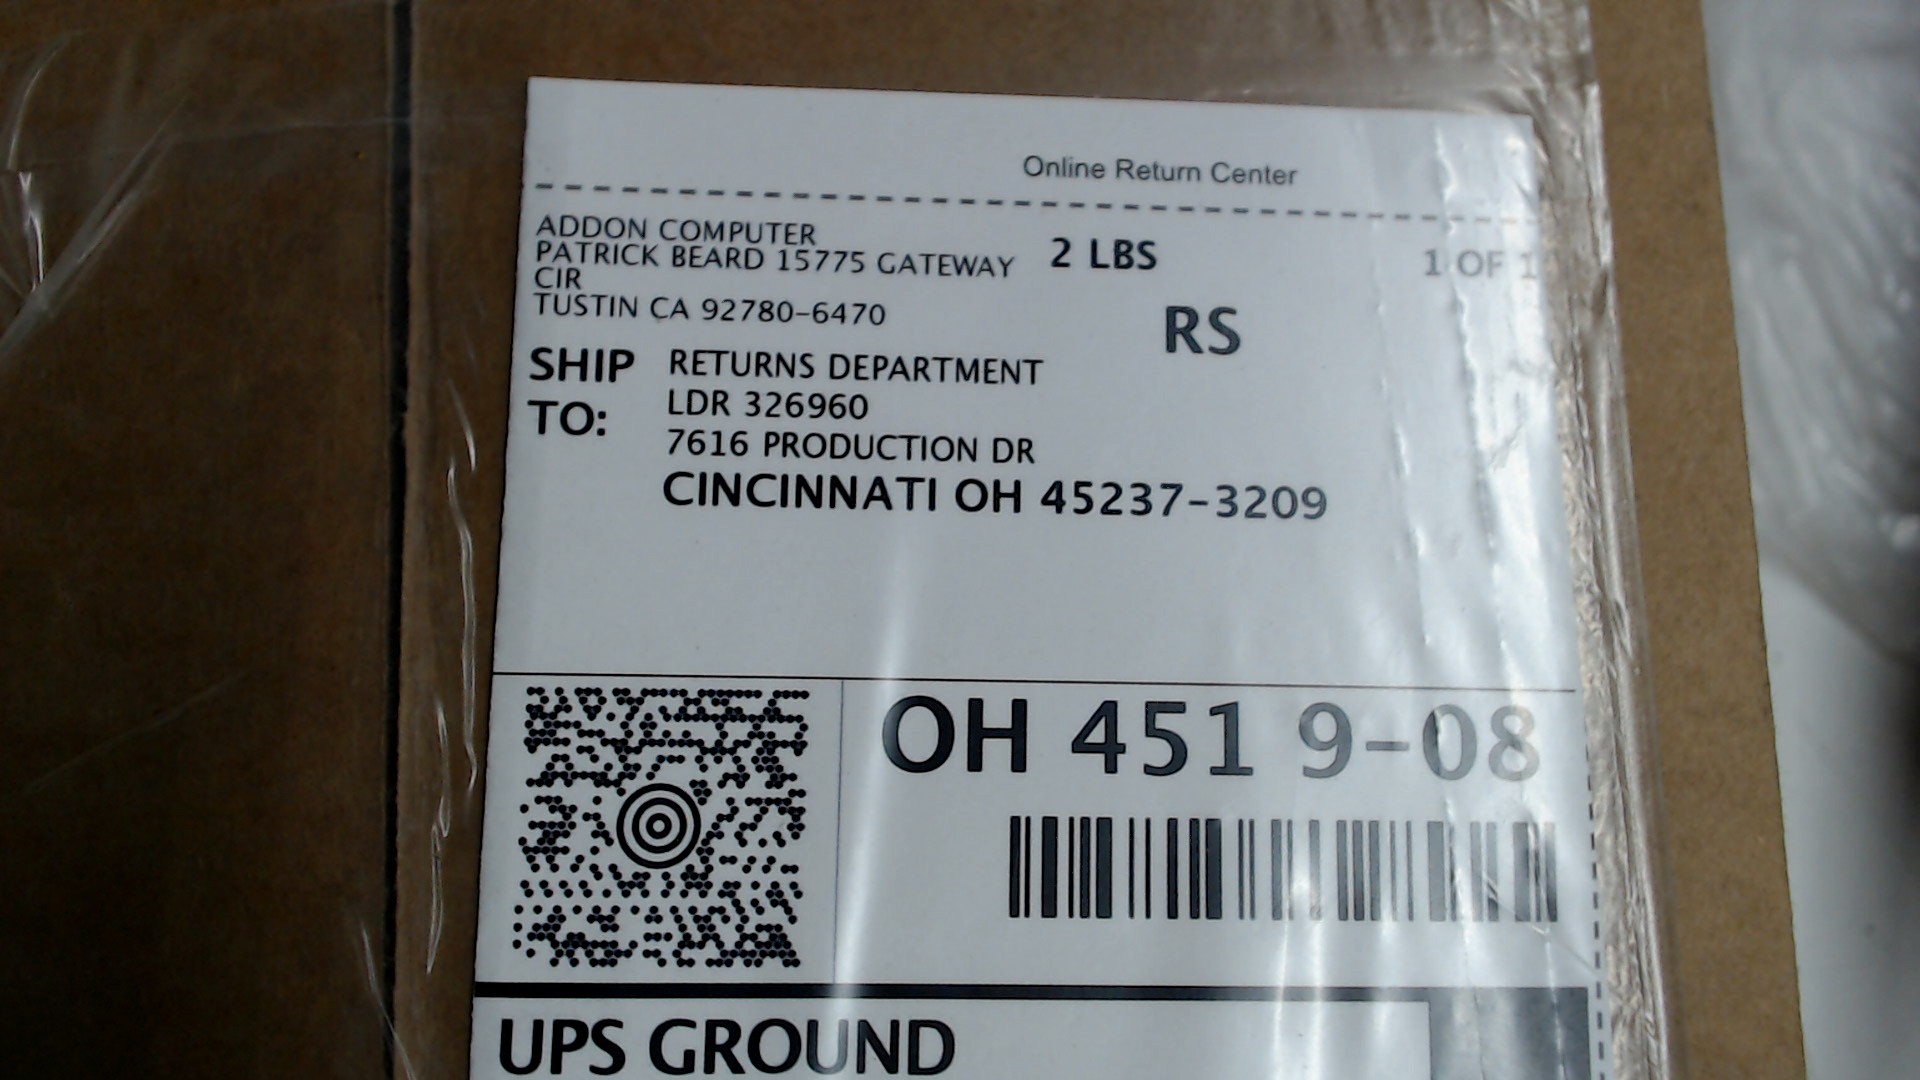 Online Return Center
ADDON COMPUTER
PATRICK BEARD 15775 GATEWAY
CIR
TUSTIN CA 92780-6470
2 LBS
1 OF 1
RS
SHIP TO:
RETURNS DEPARTMENT
LDR 326960
7616 PRODUCTION DR
CINCINNATI OH 45237-3209
OH 451 9-08
UPS GROUND